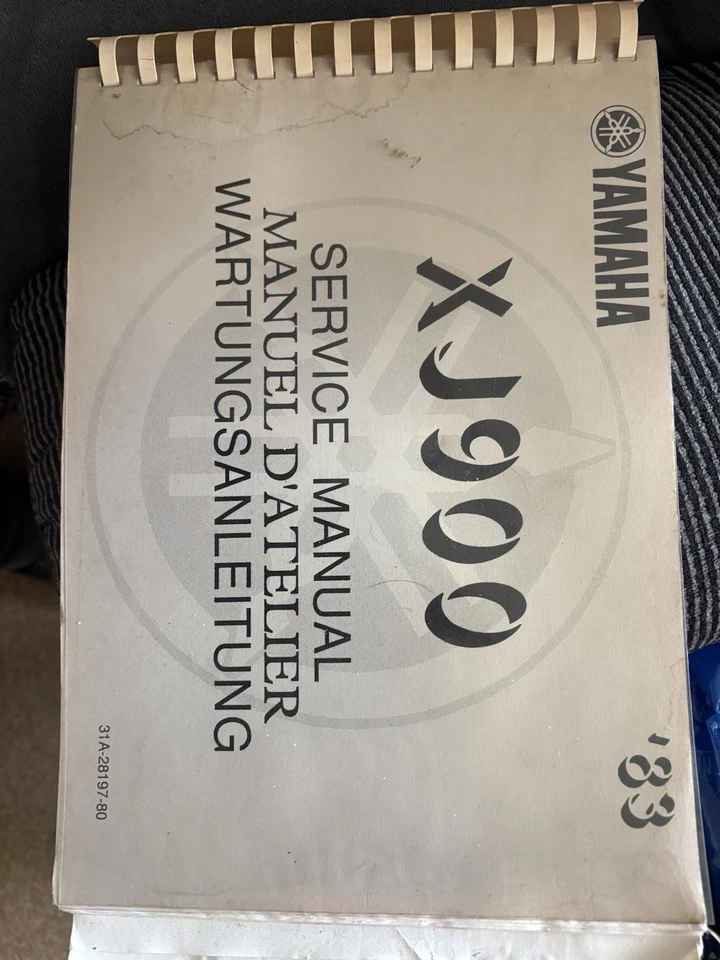 YAMAHA
'83
XJ900
SERVICE MANUAL
MANUEL D'ATELIER
WARTUNGSANLEITUNG
31A-28197-80